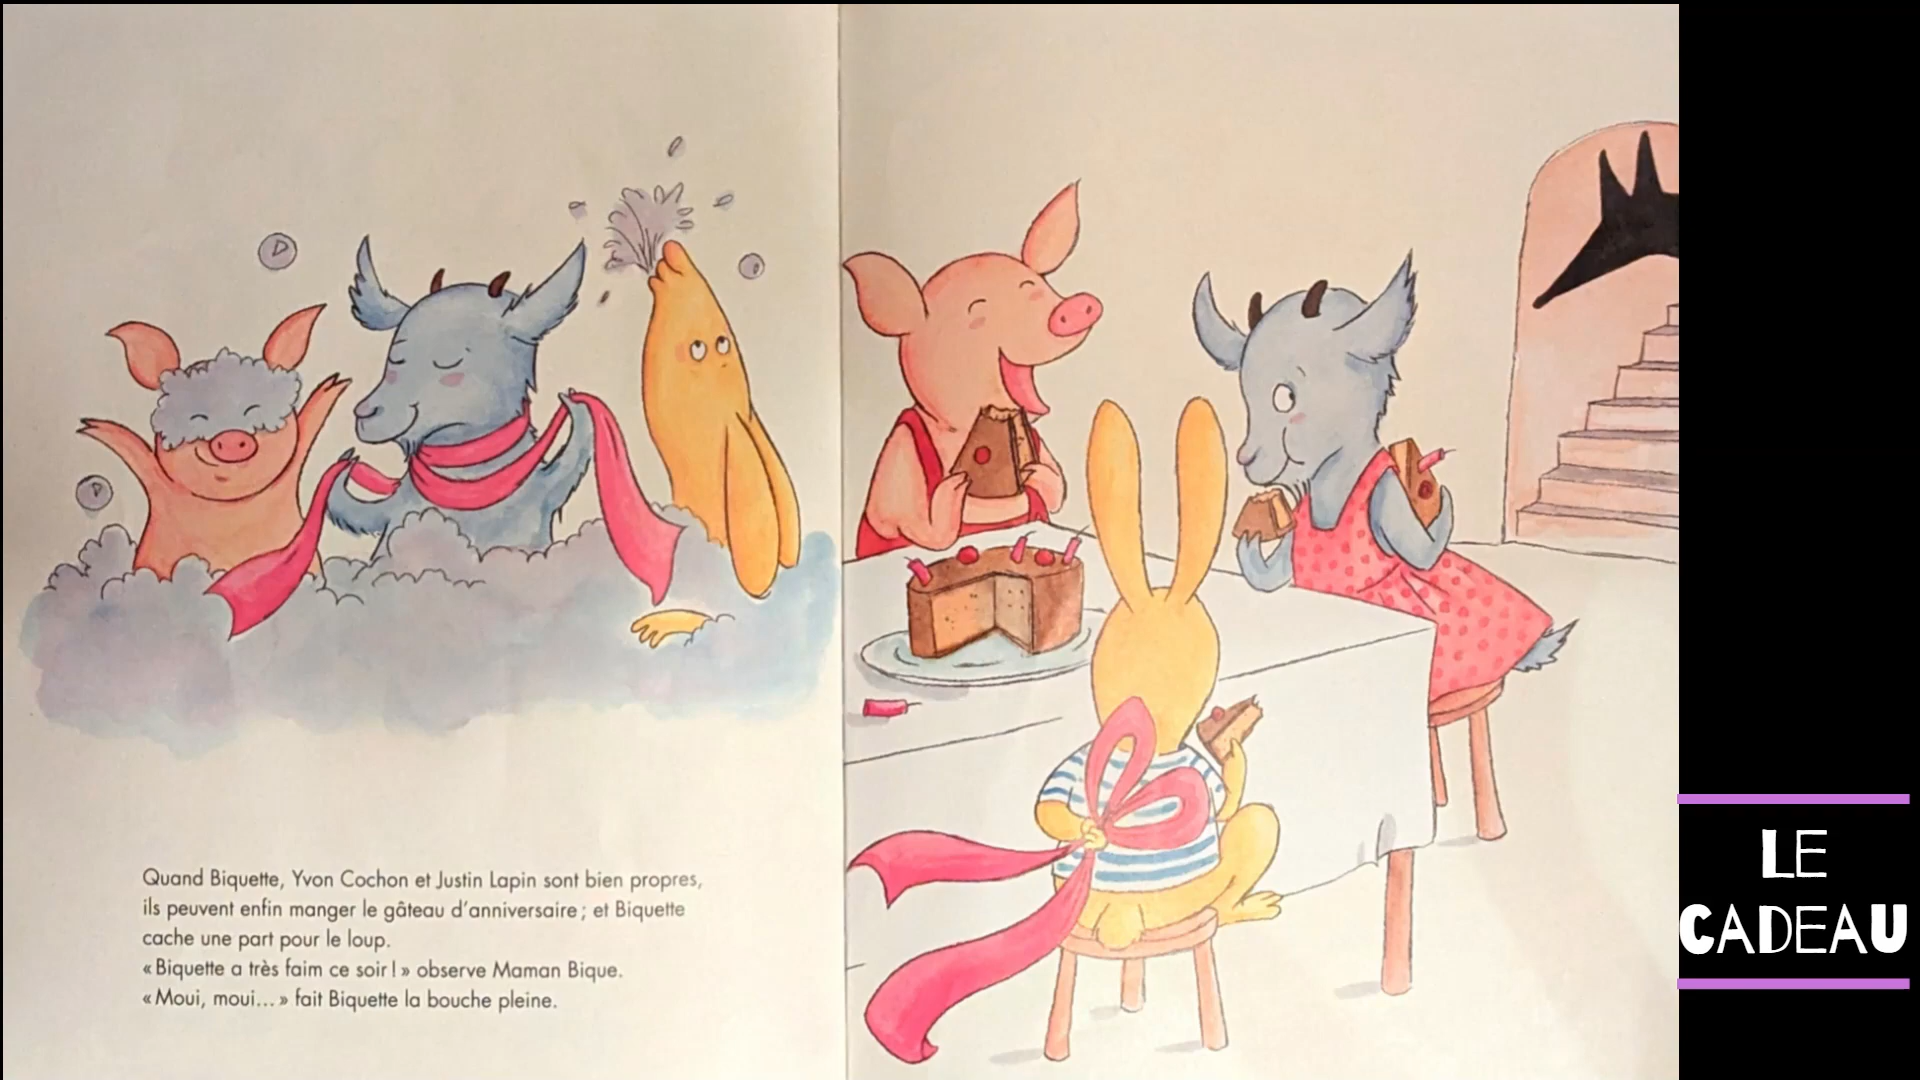 Quand Biquette, Yvon Cochon et Justin Lapin sont bien propres,
ils peuvent enfin manger le gâteau d'anniversaire ; et Biquette
cache une part pour le loup.
« Biquette a très faim ce soir ! » observe Maman Bique.
« Moui, moui... » fait Biquette la bouche pleine.
LE
CADEAU